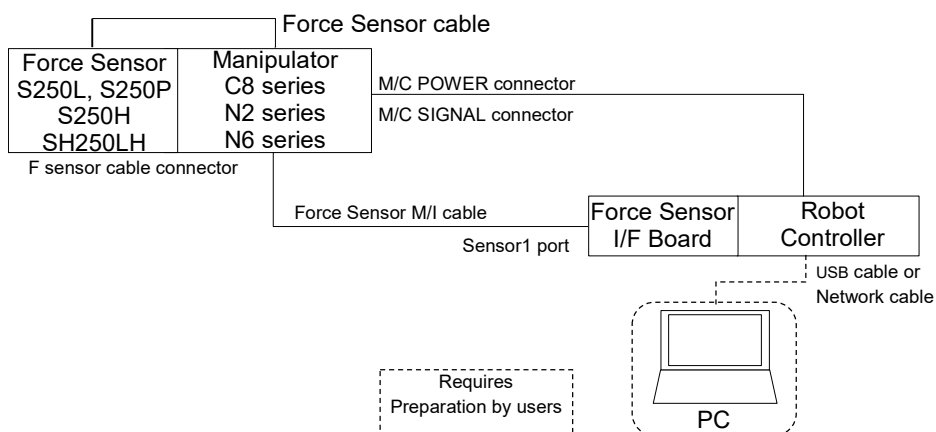 Force Sensor cable
Force Sensor
S250L, S250P
S250H
SH250LH
Manipulator
C8 series
N2 series
N6 series
M/C POWER connector
M/C SIGNAL connector
F sensor cable connector
Force Sensor M/I cable
Sensor1 port
Force Sensor
I/F Board
Robot
Controller
USB cable or
Network cable
Requires
Preparation by users
PC